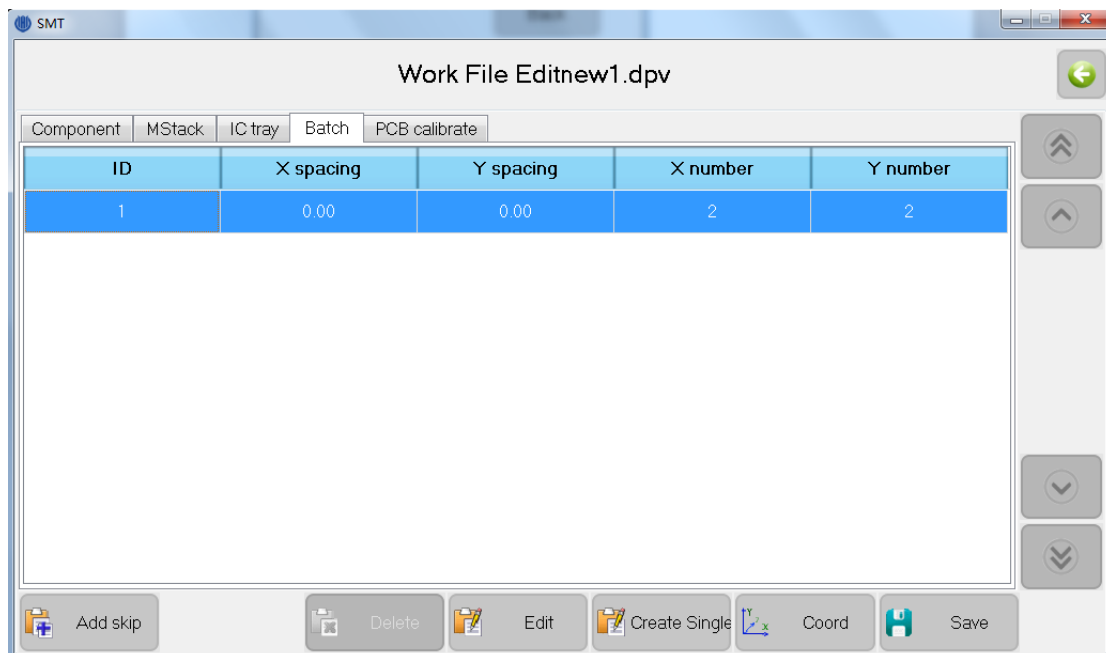 SMT
Work File Editnew1.dpv
Component MStack IC tray Batch PCB calibrate
ID X spacing Y spacing X number Y number
1 0.00 0.00 2 2
Add skip Delete Edit Create Single Coord Save